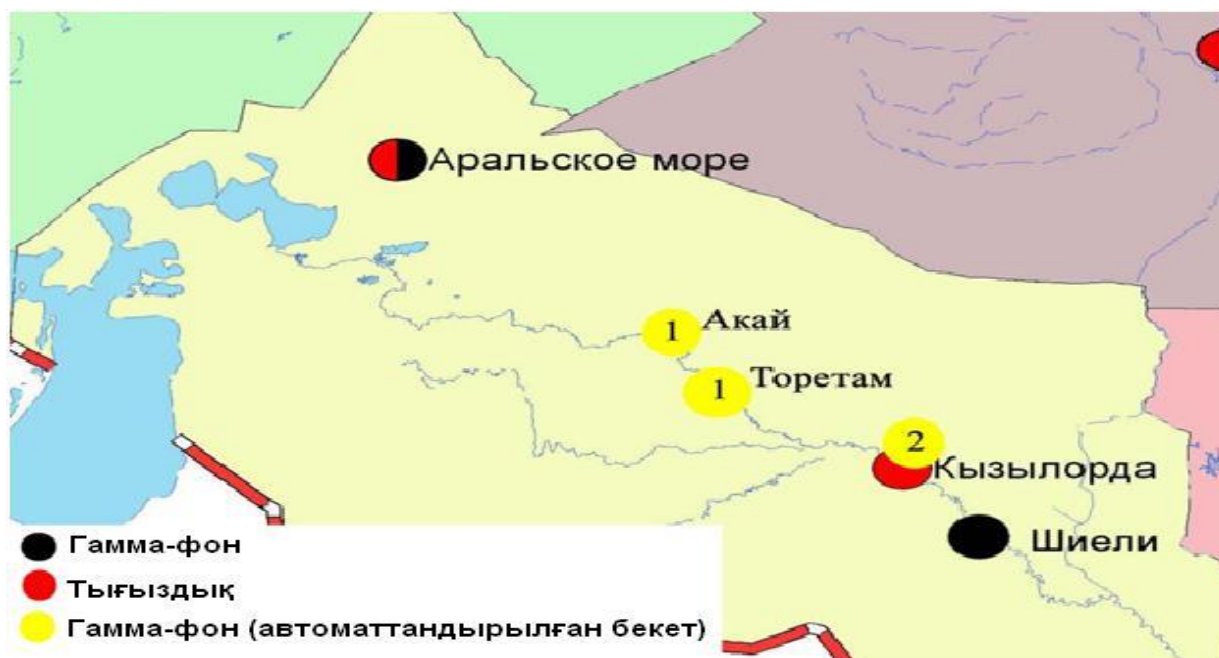 Аральское море
1 Акай
1 Торетам
2
Кызылорда
Шиели
Гамма-фон
Тығыздық
Гамма-фон (автоматтандырылған бекет)